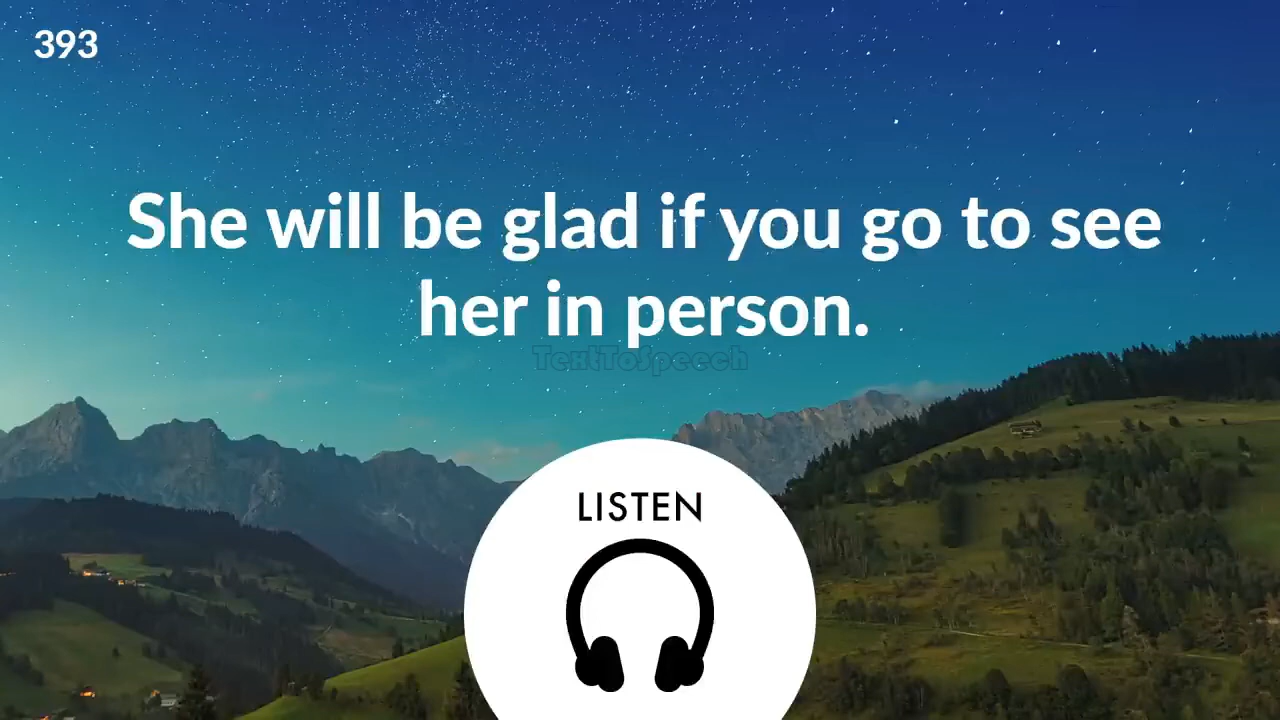 393
She will be glad if you go to see
her in person.
TextToSpeech
LISTEN